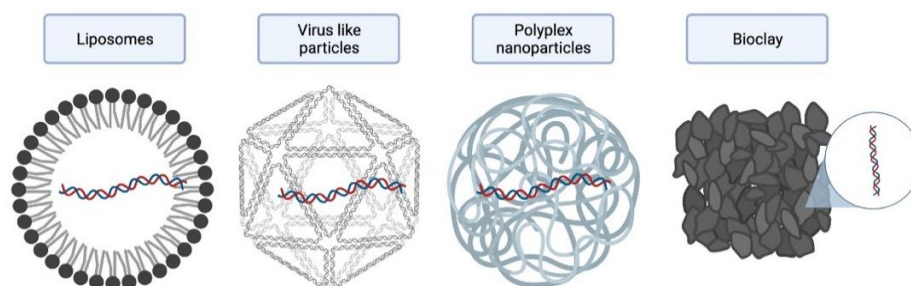 Liposomes
Virus like
particles
Polyplex
nanoparticles
Bioclay